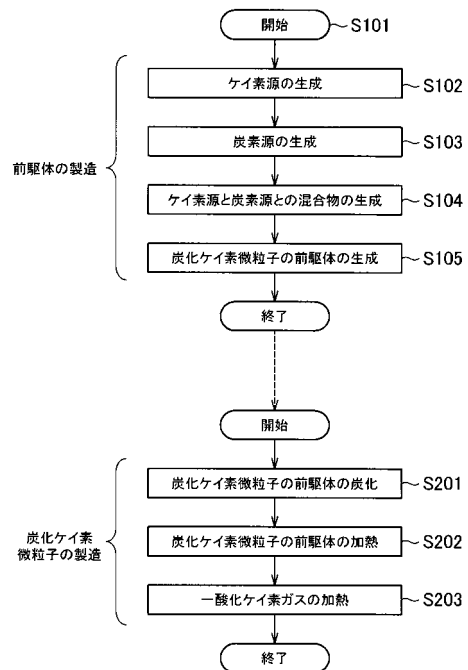 開始 S101
ケイ素源の生成 S102
炭素源の生成 S103
前駆体の製造
ケイ素源と炭素源との混合物の生成 S104
炭化ケイ素微粒子の前駆体の生成 S105
終了
開始
炭化ケイ素微粒子の前駆体の炭化 S201
炭化ケイ素
微粒子の製造
炭化ケイ素微粒子の前駆体の加熱 S202
一酸化ケイ素ガスの加熱 S203
終了